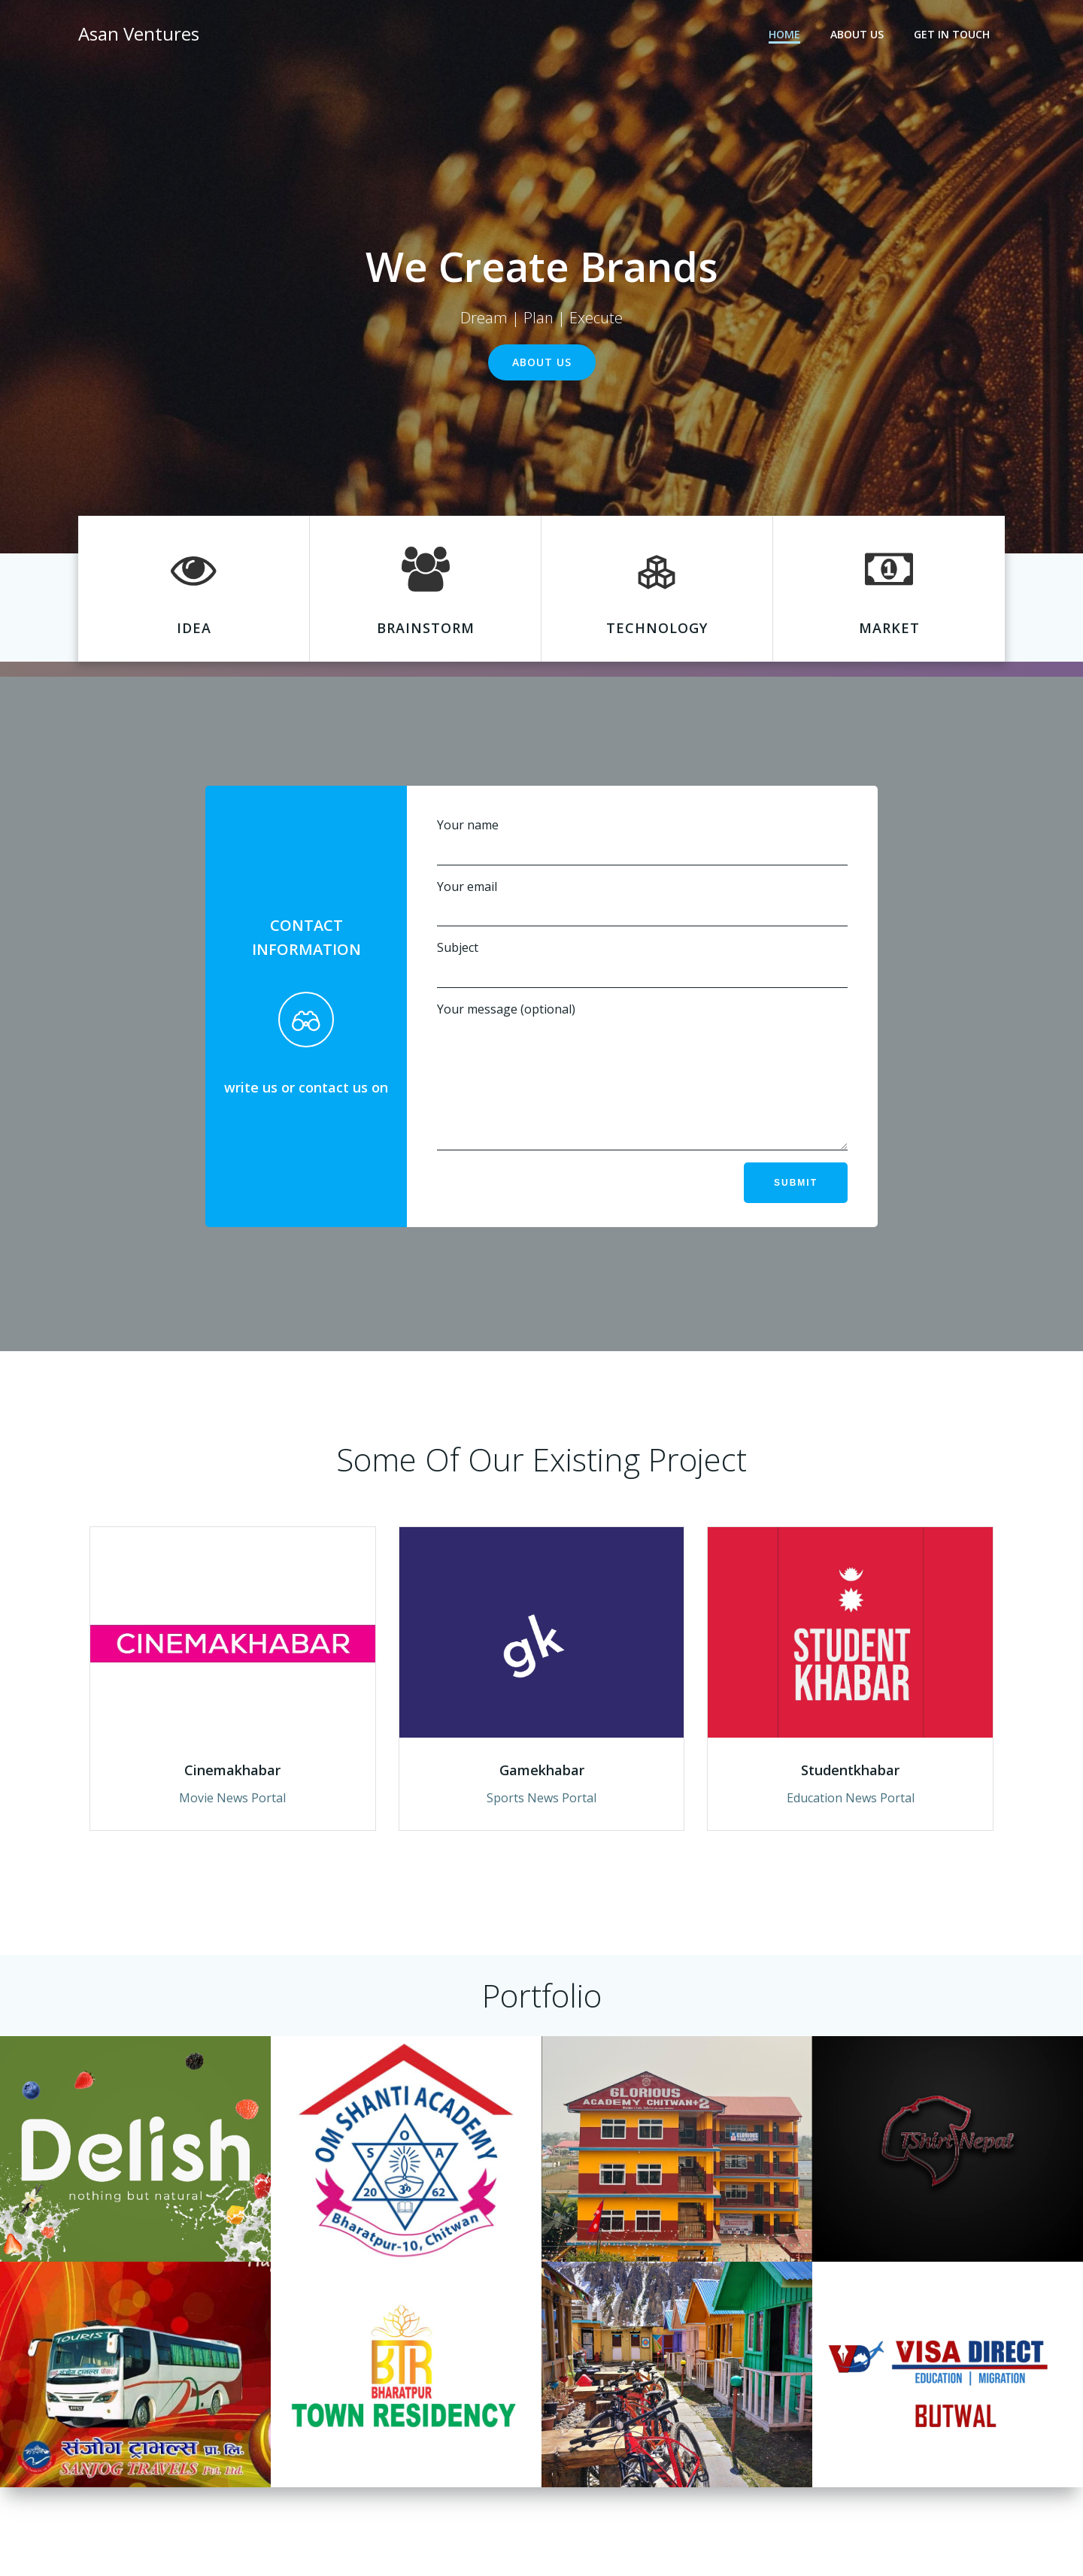 Asan Ventures
HOME
ABOUT US
GET IN TOUCH
We Create Brands
Dream | Plan | Execute
ABOUT US
IDEA
BRAINSTORM
TECHNOLOGY
1
MARKET
CONTACT
INFORMATION
write us or contact us on
Your name
Your email
Subject
Your message (optional)
SUBMIT
Some Of Our Existing Project
CINEMAKHABAR
gk
STUDENT
KHABAR
Cinemakhabar
Movie News Portal
Gamekhabar
Sports News Portal
Studentkhabar
Education News Portal
Portfolio
Delish
nothing but natural
OM SHANTI ACADEMY
S O A
20 62
Bharatpur-10, Chitwan
GLORIOUS
ACADEMY CHITWAN+2
TShirt Nepal
TOURIST
संजोग ट्राभल्स प्रा. लि.
SANJOG TRAVELS Pvt. Ltd.
BTR
BHARATPUR
TOWN RESIDENCY
VD VISA DIRECT
EDUCATION | MIGRATION
BUTWAL